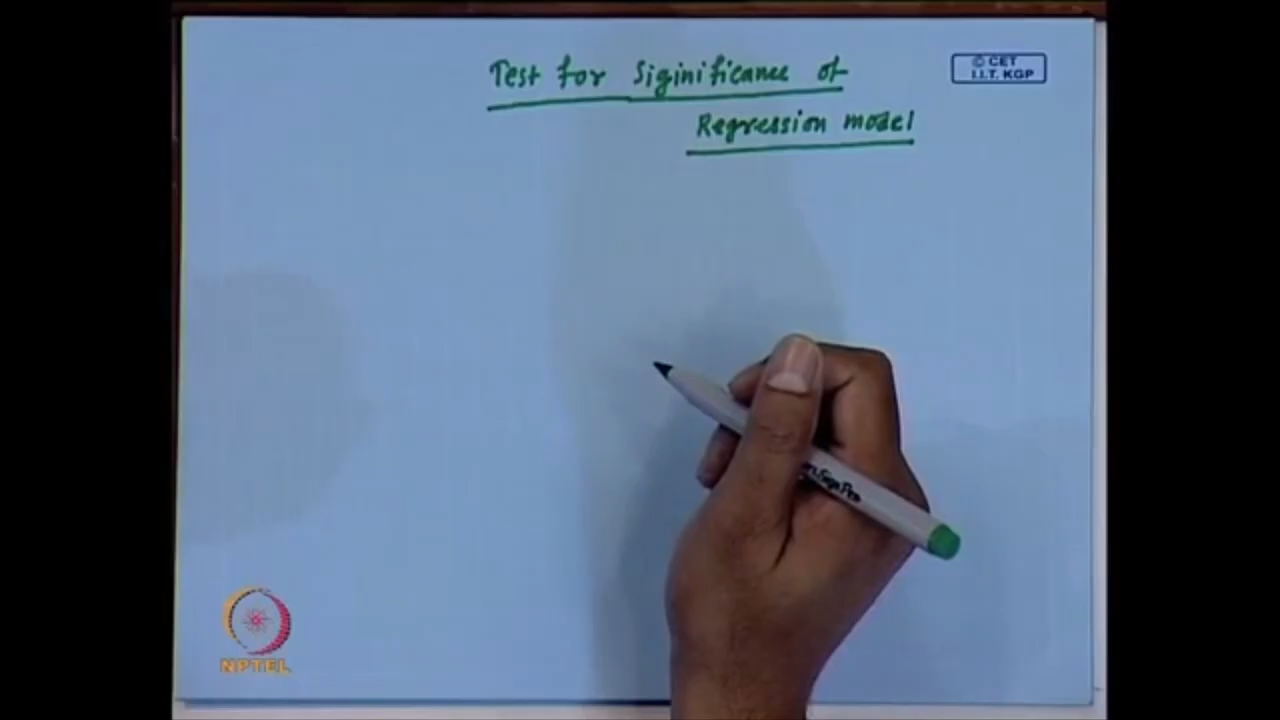 Test for Siginificance of
Regression model
© CET
I.I.T. KGP
NPTEL